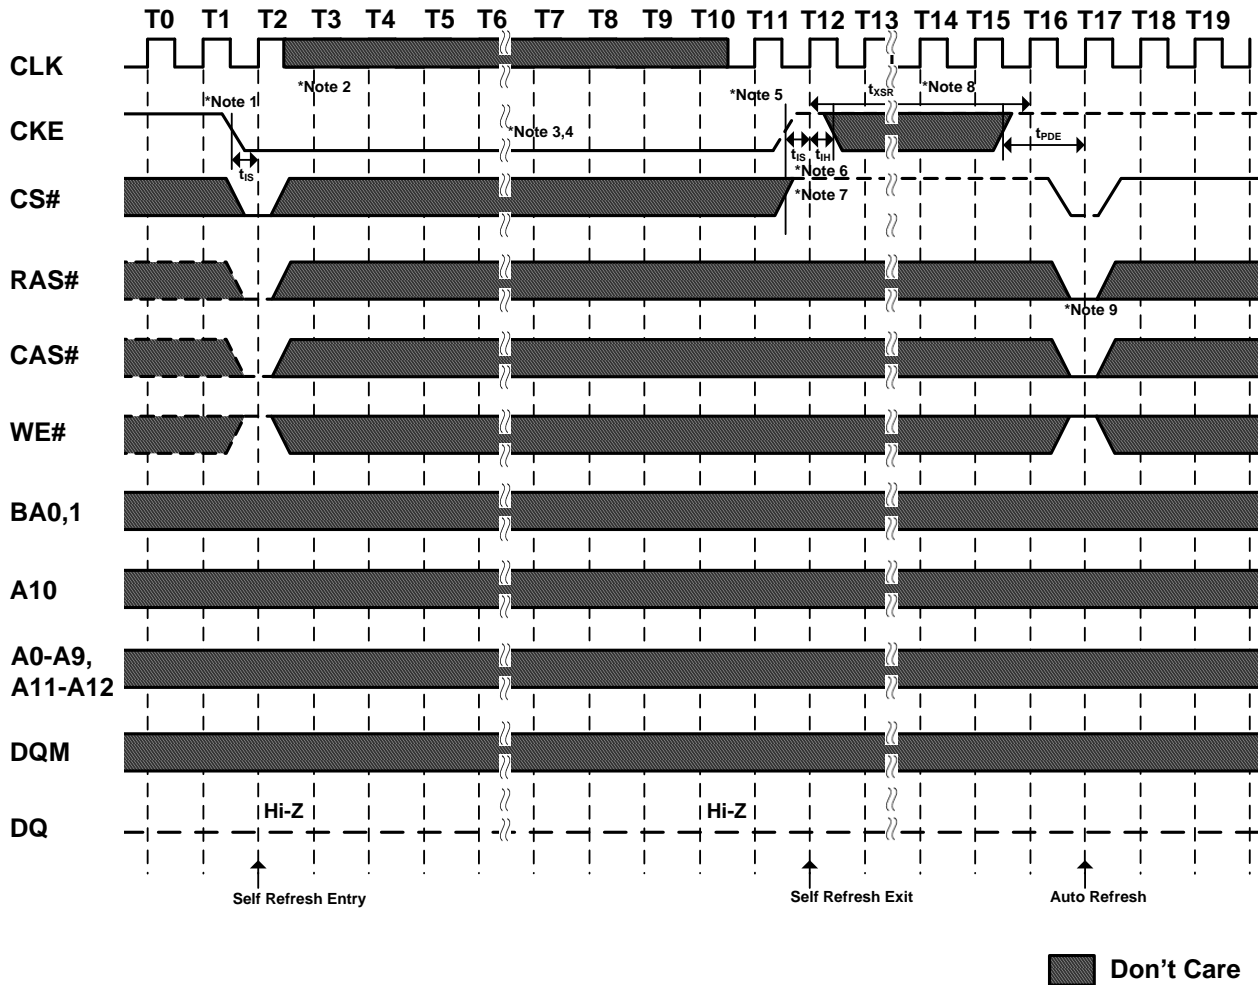 T0 T1 T2 T3 T4 T5 T6 T7 T8 T9 T10 T11 T12 T13 T14 T15 T16 T17 T18 T19
CLK
*Note 2 *Note 5 tXSR *Note 8
*Note 1
CKE *Note 3,4 tIS tIH tPDE
tIS *Note 6
CS# *Note 7
RAS#
*Note 9
CAS#
WE#
BA0,1
A10
A0-A9,
A11-A12
DQM
Hi-Z Hi-Z
DQ
Self Refresh Entry Self Refresh Exit Auto Refresh
Don't Care